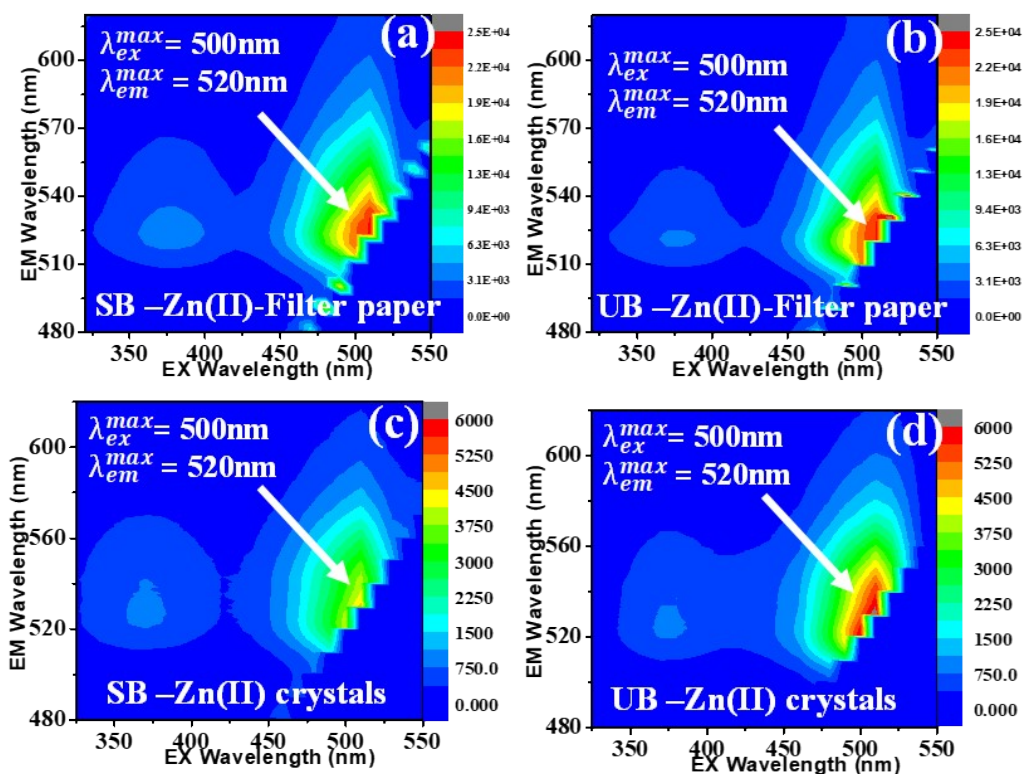 (a)
λ_ex^max = 500nm
λ_em^max = 520nm
SB –Zn(II)-Filter paper
EM Wavelength (nm)
600
570
540
510
480
350
400
450
500
550
EX Wavelength (nm)
2.5E+04
2.2E+04
1.9E+04
1.6E+04
1.3E+04
9.4E+03
6.3E+03
3.1E+03
0.0E+00
(b)
λ_ex^max = 500nm
λ_em^max = 520nm
UB –Zn(II)-Filter paper
EM Wavelength (nm)
600
570
540
510
480
350
400
450
500
550
EX Wavelength (nm)
2.5E+04
2.2E+04
1.9E+04
1.6E+04
1.3E+04
9.4E+03
6.3E+03
3.1E+03
0.0E+00
(c)
λ_ex^max = 500nm
λ_em^max = 520nm
SB –Zn(II) crystals
EM Wavelength (nm)
600
560
520
480
350
400
450
500
550
EX Wavelength (nm)
6000
5250
4500
3750
3000
2250
1500
750.0
0.000
(d)
λ_ex^max = 500nm
λ_em^max = 520nm
UB –Zn(II) crystals
EM Wavelength (nm)
600
560
520
480
350
400
450
500
550
EX Wavelength (nm)
6000
5250
4500
3750
3000
2250
1500
750.0
0.000